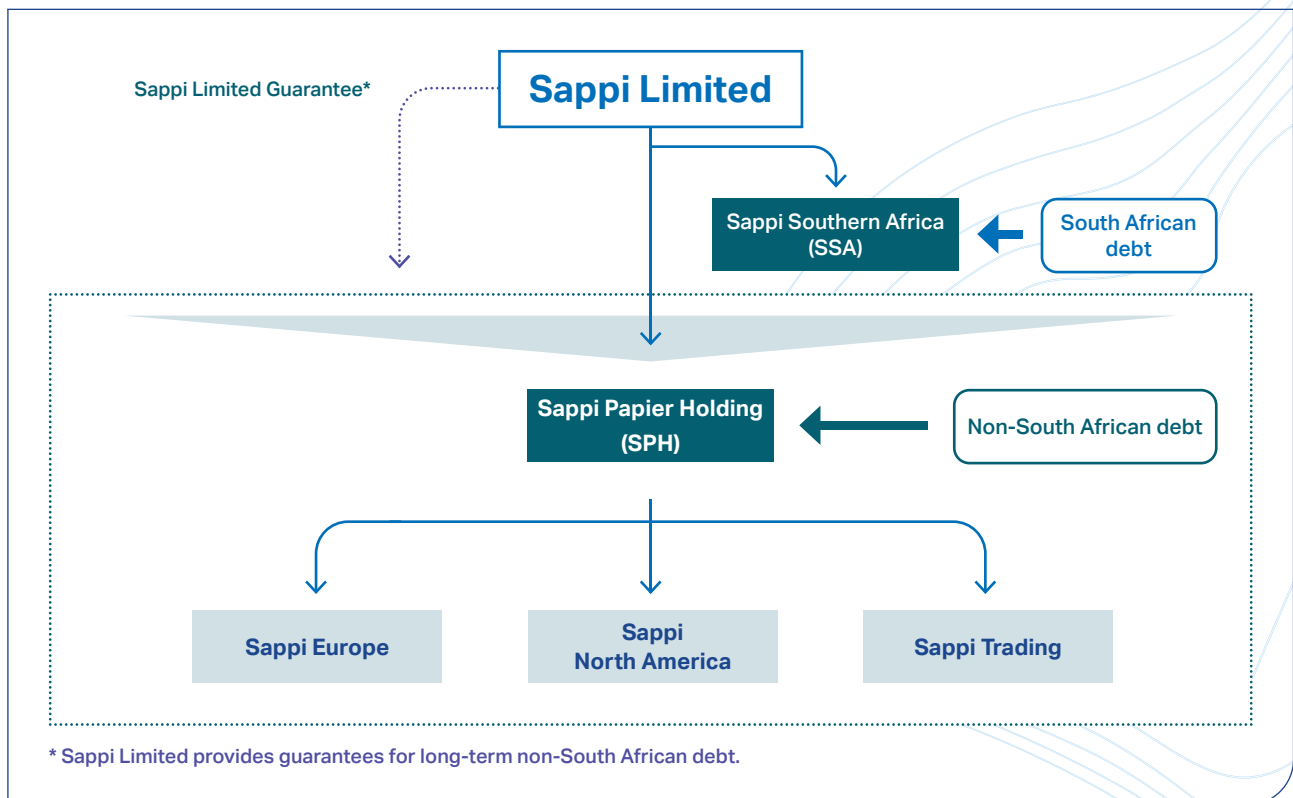 Sappi Limited Guarantee*
Sappi Limited
Sappi Southern Africa
(SSA)
South African
debt
Sappi Papier Holding
(SPH)
Non-South African debt
Sappi Europe
Sappi
North America
Sappi Trading
* Sappi Limited provides guarantees for long-term non-South African debt.